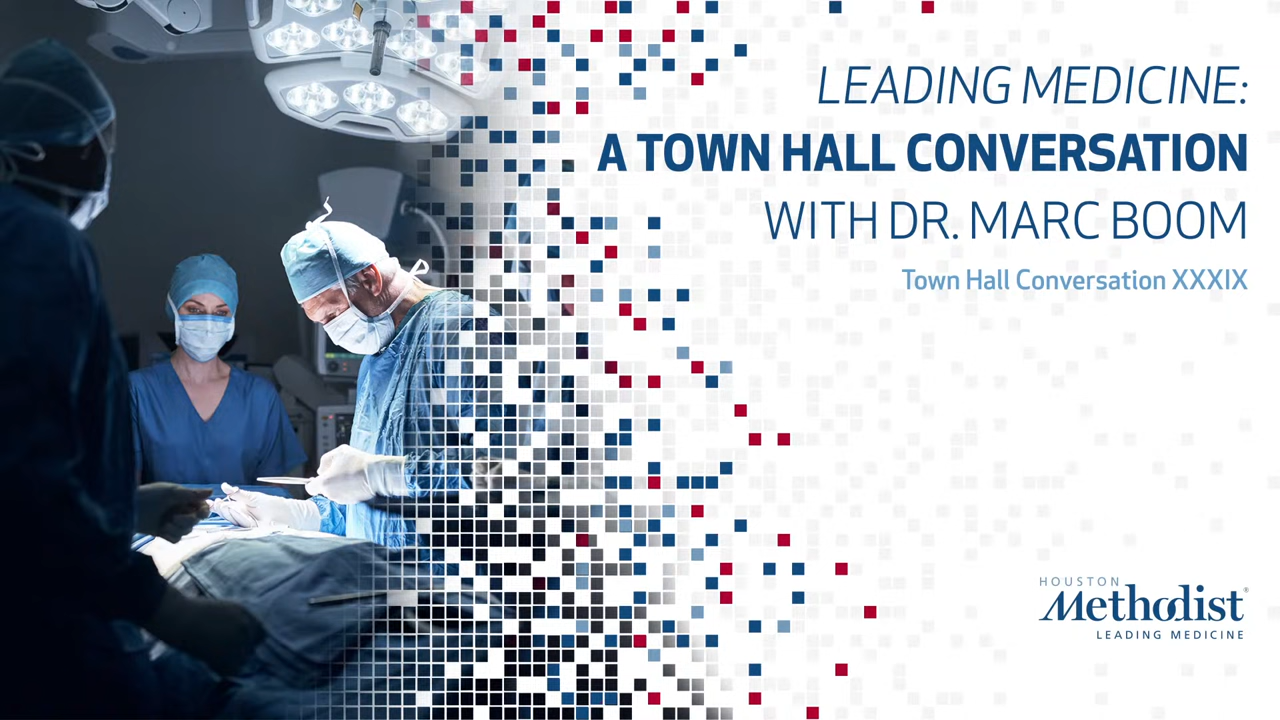 LEADING MEDICINE:
A TOWN HALL CONVERSATION
WITH DR. MARC BOOM
Town Hall Conversation XXXIX
HOUSTON
Methodist®
LEADING MEDICINE